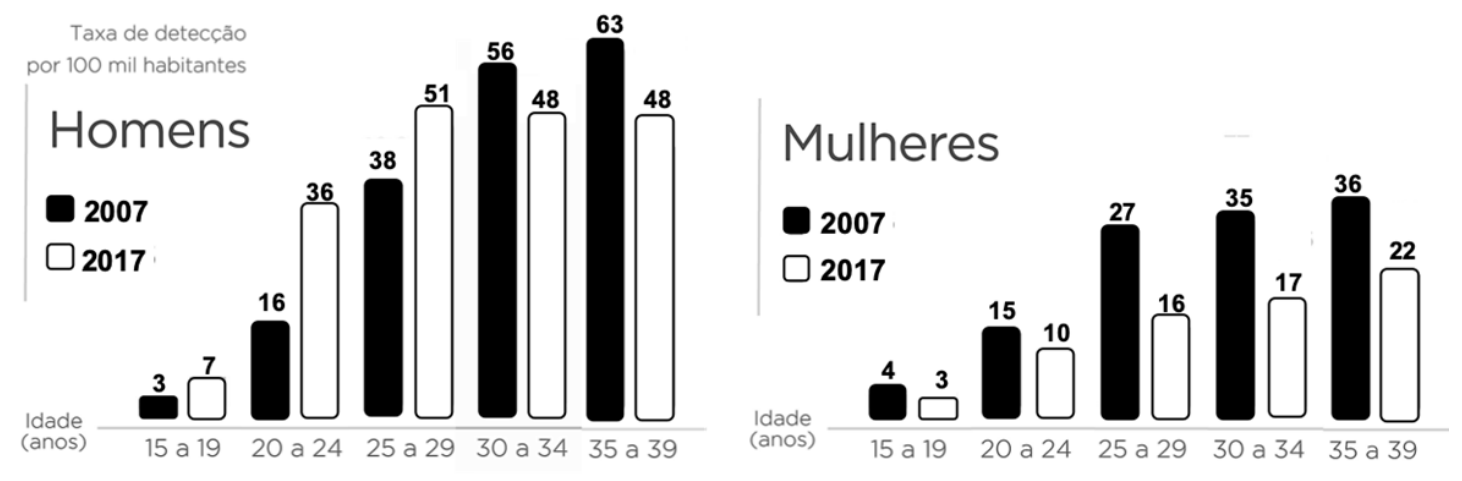 Taxa de detecção
por 100 mil habitantes
Homens
2007
2017
3 7 16 36 38 51 56 48 63 48
Idade
(anos)
15 a 19 20 a 24 25 a 29 30 a 34 35 a 39
Mulheres
2007
2017
4 3 15 10 27 16 35 17 36 22
Idade
(anos)
15 a 19 20 a 24 25 a 29 30 a 34 35 a 39